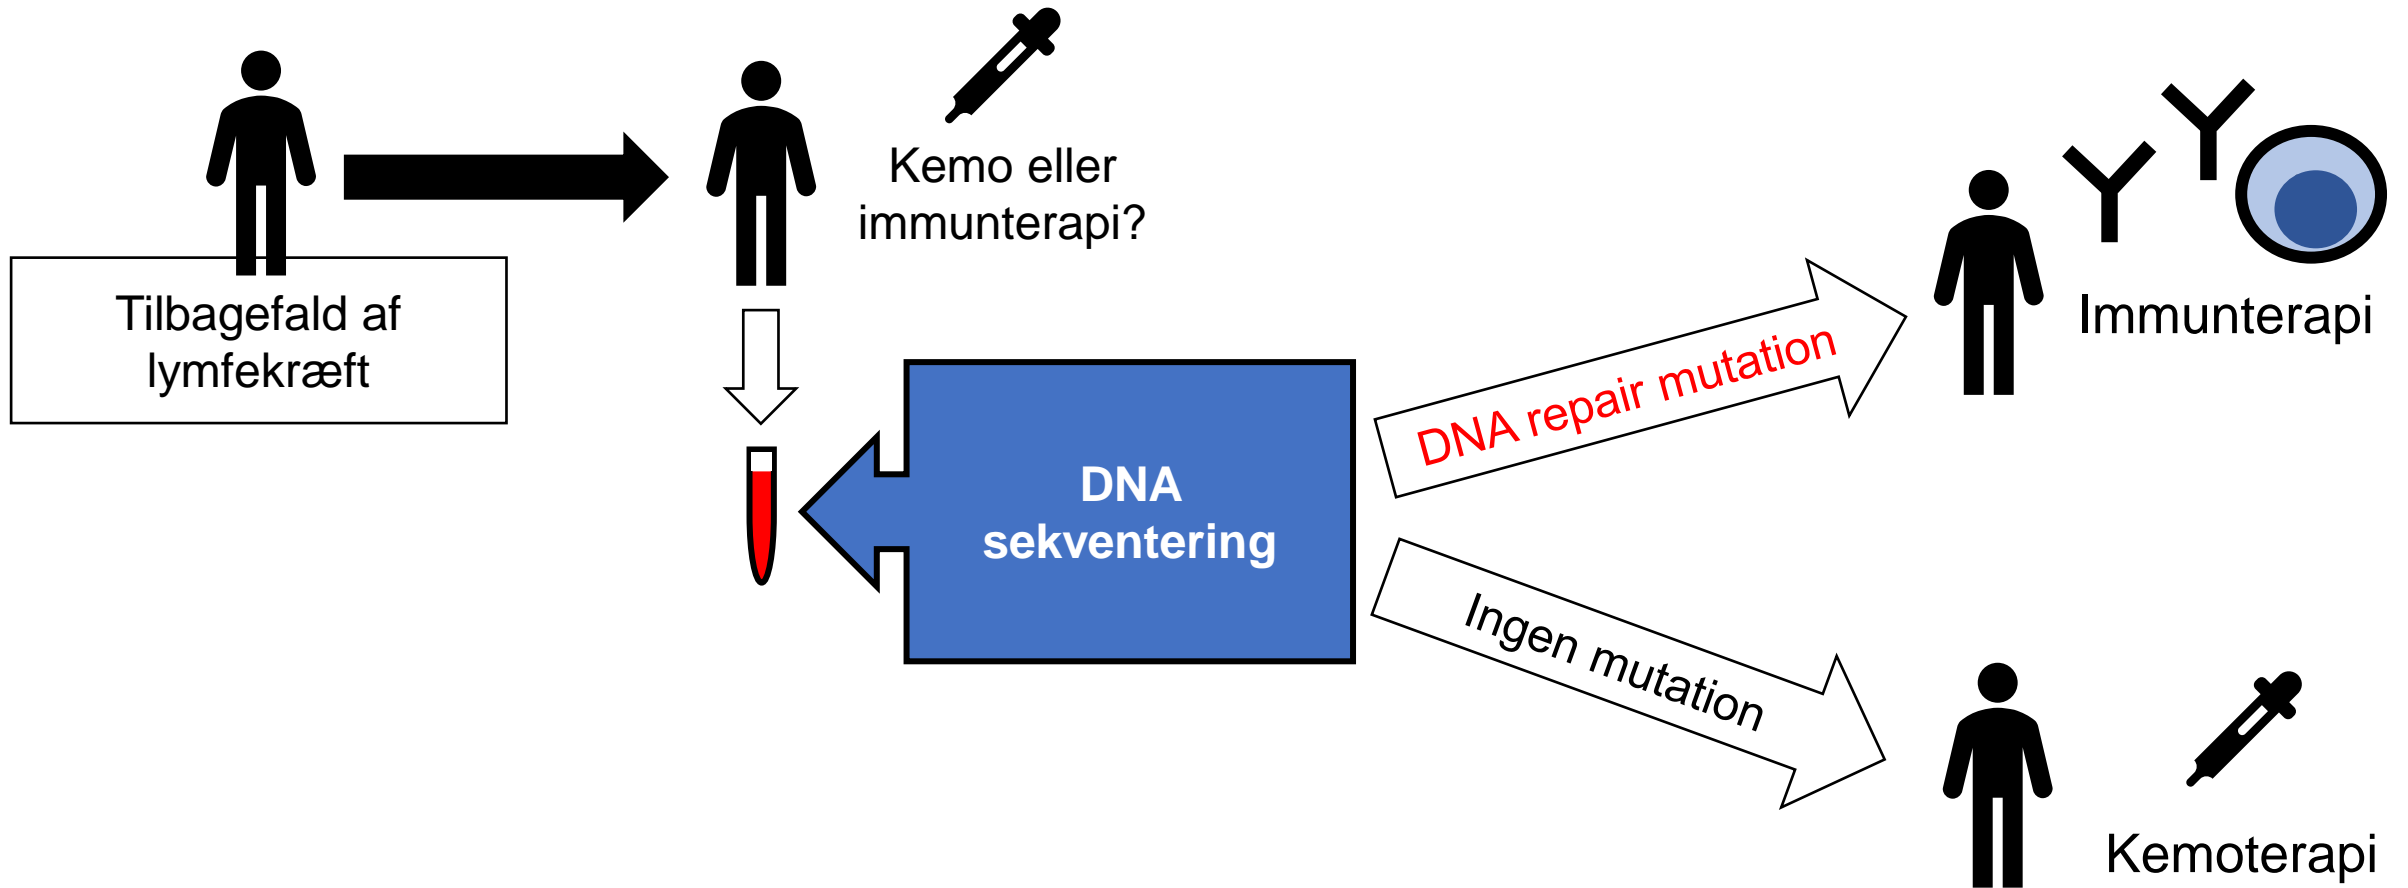 Tilbagefald af
lymfekræft
Kemo eller
immunterapi?
DNA
sekventering
DNA repair mutation
Ingen mutation
Immunterapi
Kemoterapi